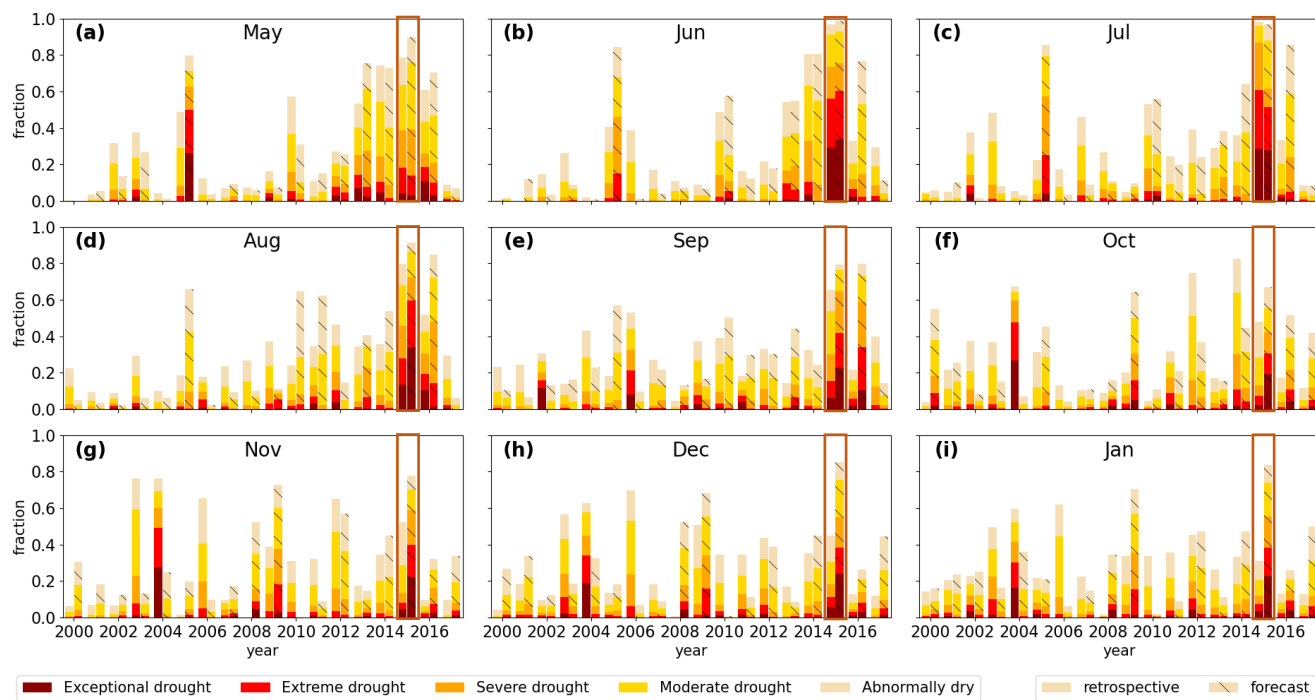 (a) May (b) Jun (c) Jul
fraction
1.0
0.8
0.6
0.4
0.2
0.0
(d) Aug (e) Sep (f) Oct
fraction
1.0
0.8
0.6
0.4
0.2
0.0
(g) Nov (h) Dec (i) Jan
fraction
1.0
0.8
0.6
0.4
0.2
0.0
2000 2002 2004 2006 2008 2010 2012 2014 2016 2000 2002 2004 2006 2008 2010 2012 2014 2016 2000 2002 2004 2006 2008 2010 2012 2014 2016
year year year
Exceptional drought Extreme drought Severe drought Moderate drought Abnormally dry retrospective forecast